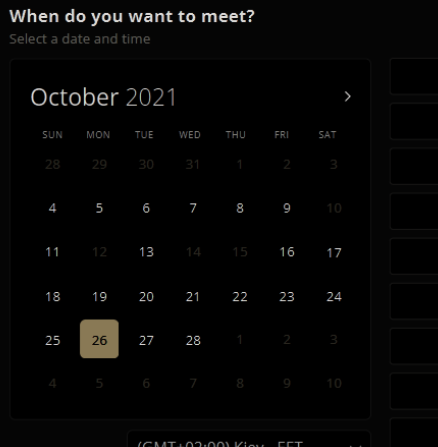 When do you want to meet?
Select a date and time
October 2021
SUN MON TUE WED THU FRI SAT
28 29 30 31 1 2 3
4 5 6 7 8 9 10
11 12 13 14 15 16 17
18 19 20 21 22 23 24
25 26 27 28 1 2 3
4 5 6 7 8 9 10
(GMT+02:00) Kiev - EET